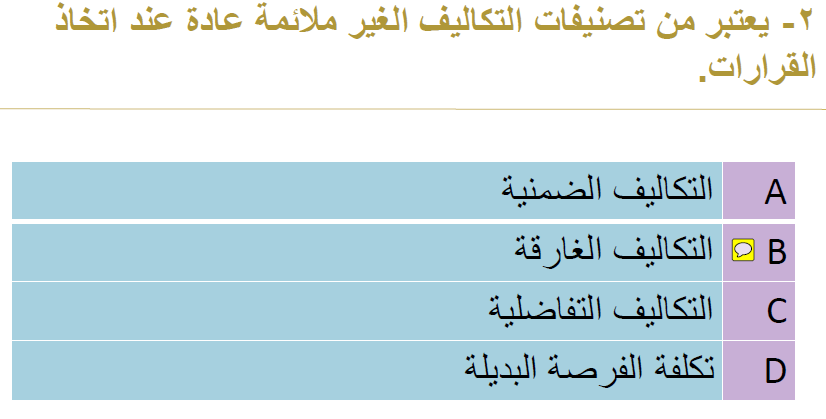 ٢- يعتبر من تصنيفات التكاليف الغير ملائمة عادة عند اتخاذ
القرارات.
A التكاليف الضمنية
B التكاليف الغارقة
C التكاليف التفاضلية
D تكلفة الفرصة البديلة